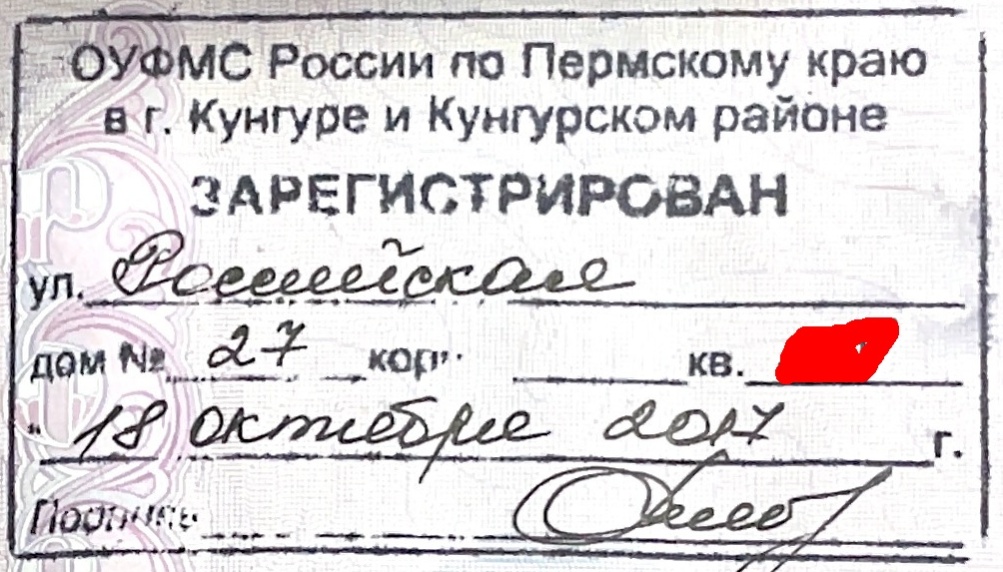 ОУФМС России по Пермскому краю
в г. Кунгуре и Кунгурском районе
ЗАРЕГИСТРИРОВАН
ул. Российская
дом № 27 кор. кв.
"18 октября 2017 г.
Подпись